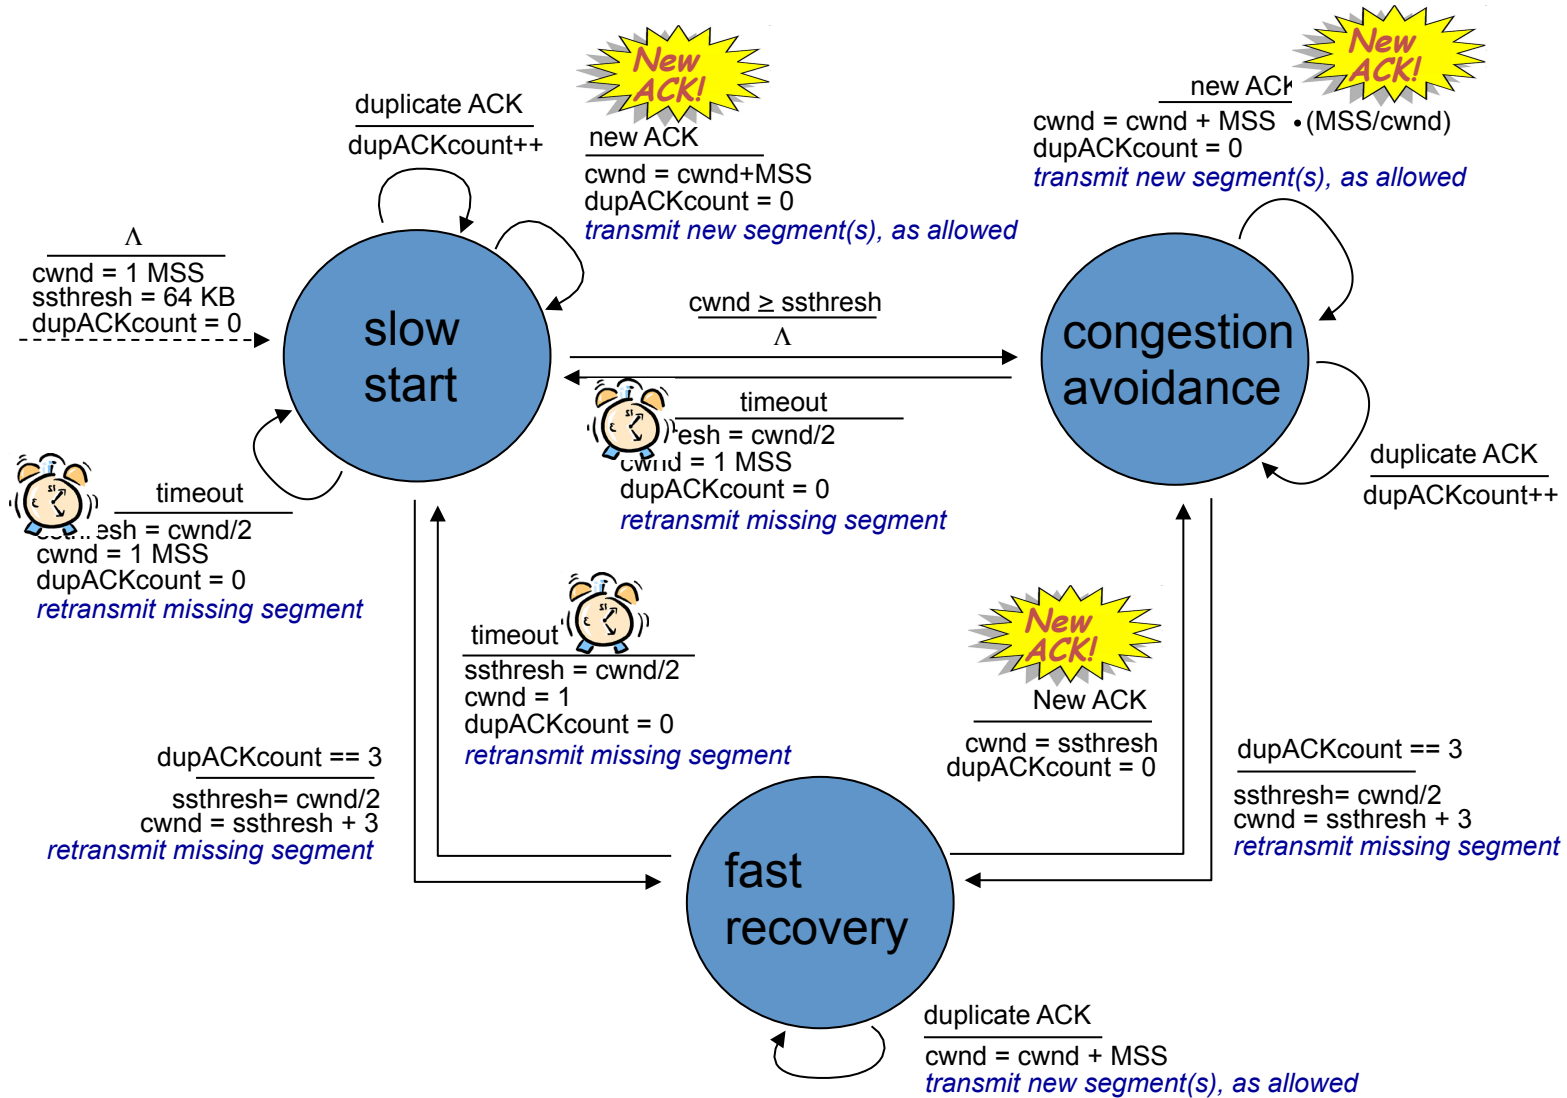 New
ACK!
New
ACK!
duplicate ACK
dupACKcount++
new ACK
cwnd = cwnd+MSS
dupACKcount = 0
transmit new segment(s), as allowed
new ACK
cwnd = cwnd + MSS •(MSS/cwnd)
dupACKcount = 0
transmit new segment(s), as allowed
Λ
cwnd = 1 MSS
ssthresh = 64 KB
dupACKcount = 0
slow
start
cwnd ≥ ssthresh
Λ
congestion
avoidance
timeout
esh = cwnd/2
cwnd = 1 MSS
dupACKcount = 0
retransmit missing segment
duplicate ACK
dupACKcount++
timeout
ssthresh = cwnd/2
cwnd = 1 MSS
dupACKcount = 0
retransmit missing segment
timeout
ssthresh = cwnd/2
cwnd = 1
dupACKcount = 0
retransmit missing segment
New
ACK!
New ACK
cwnd = ssthresh
dupACKcount = 0
dupACKcount == 3
ssthresh= cwnd/2
cwnd = ssthresh + 3
retransmit missing segment
dupACKcount == 3
ssthresh= cwnd/2
cwnd = ssthresh + 3
retransmit missing segment
fast
recovery
duplicate ACK
cwnd = cwnd + MSS
transmit new segment(s), as allowed